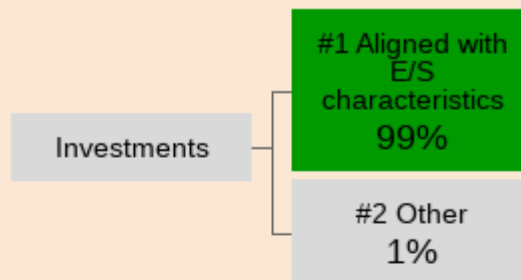 #1 Aligned with
E/S
characteristics
99%
Investments
#2 Other
1%